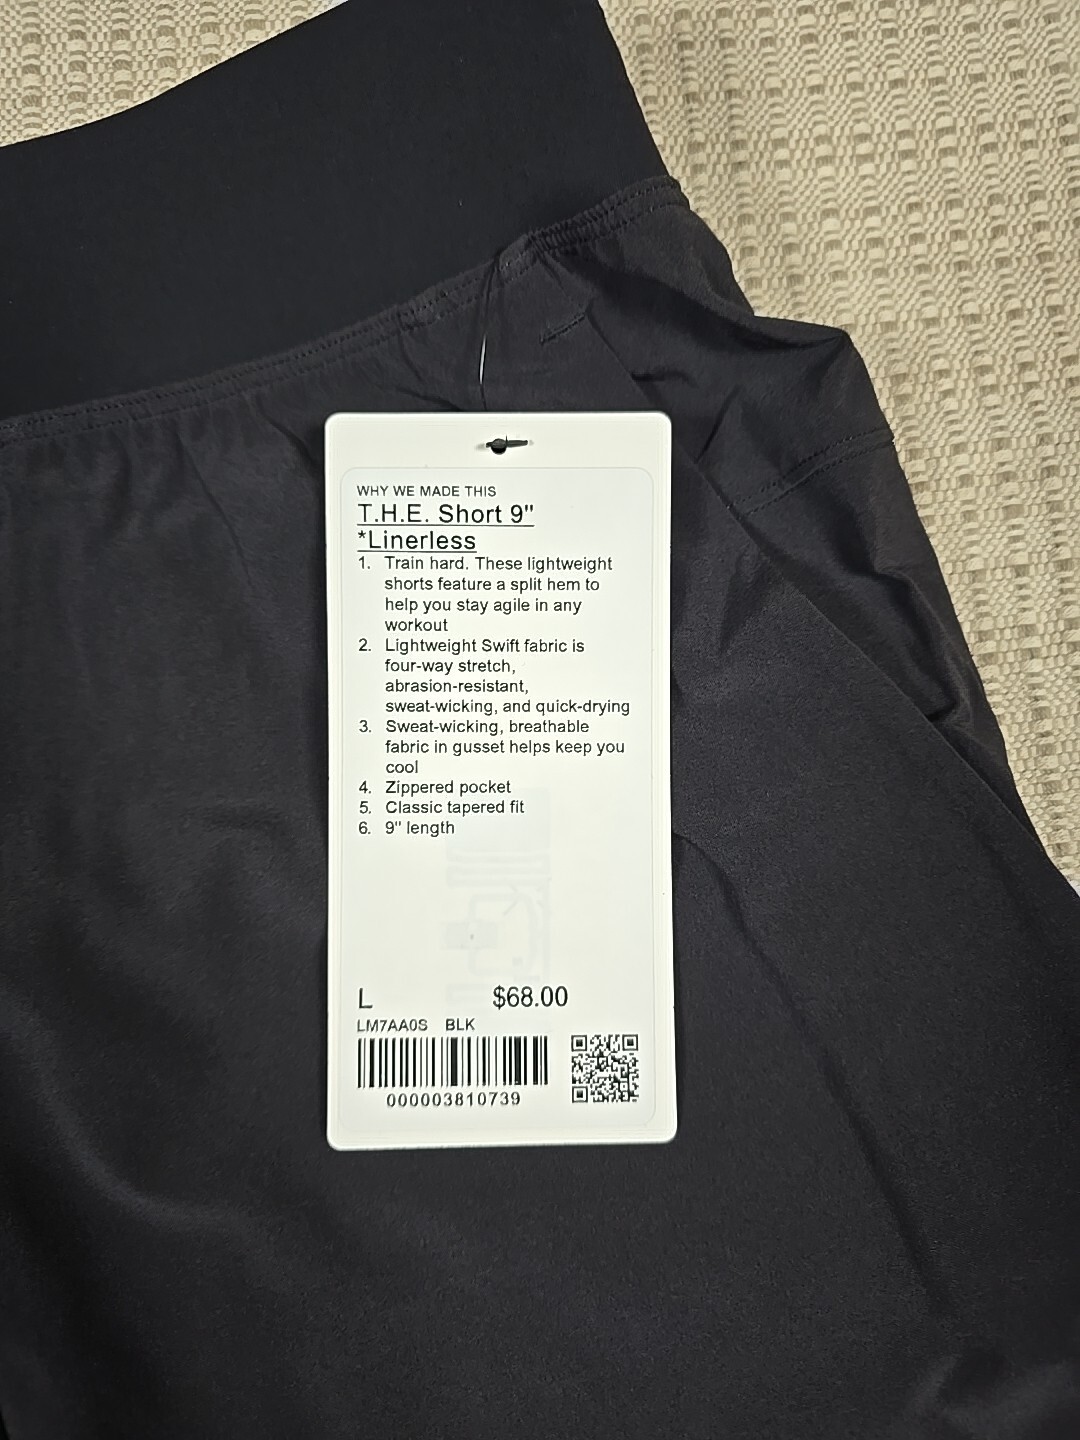 WHY WE MADE THIS
T.H.E. Short 9"
*Linerless
1. Train hard. These lightweight
shorts feature a split hem to
help you stay agile in any
workout
2. Lightweight Swift fabric is
four-way stretch,
abrasion-resistant,
sweat-wicking, and quick-drying
3. Sweat-wicking, breathable
fabric in gusset helps keep you
cool
4. Zippered pocket
5. Classic tapered fit
6. 9" length
L $68.00
LM7AA0S BLK
000003810739